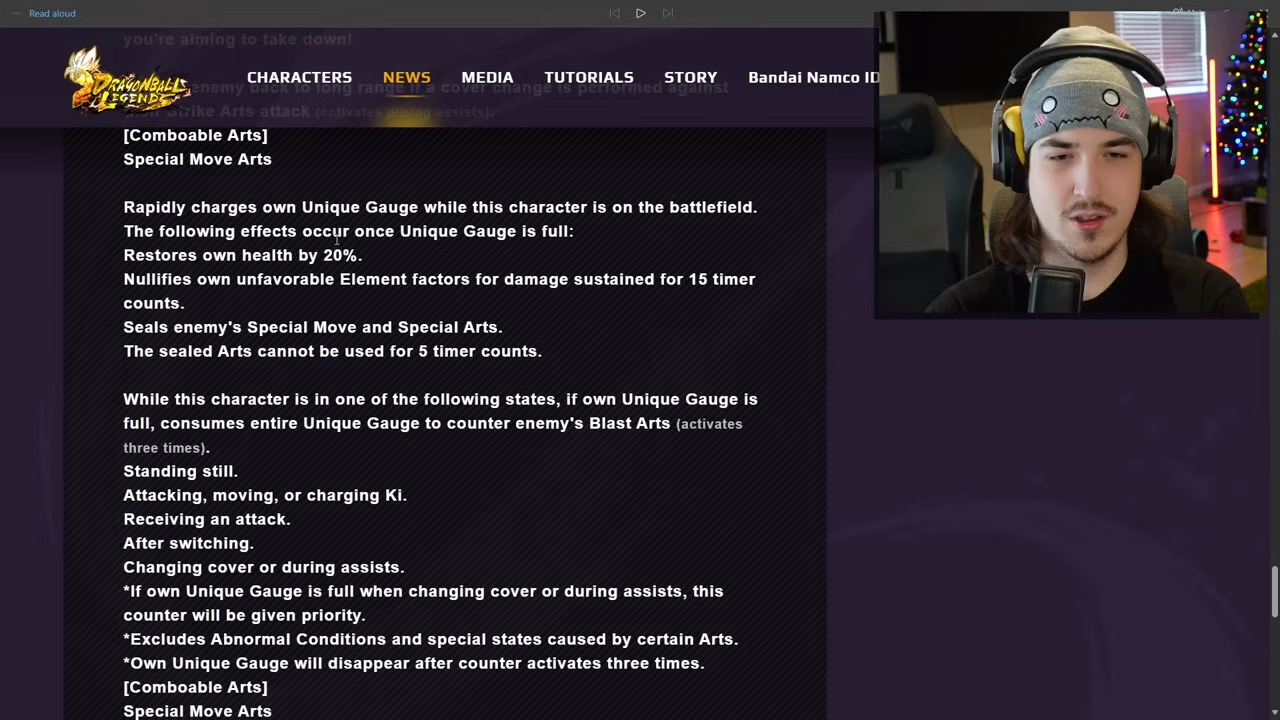 Read aloud
you're aiming to take down!
DRAGONBALL
LEGENDS
CHARACTERS
NEWS
MEDIA
TUTORIALS
STORY
Bandai Namco ID
enemy back to long range if a cover change is performed against
their Strike Arts attack (activates during assists).
[Comboable Arts]
Special Move Arts
Rapidly charges own Unique Gauge while this character is on the battlefield.
The following effects occur once Unique Gauge is full:
Restores own health by 20%.
Nullifies own unfavorable Element factors for damage sustained for 15 timer
counts.
Seals enemy's Special Move and Special Arts.
The sealed Arts cannot be used for 5 timer counts.
While this character is in one of the following states, if own Unique Gauge is
full, consumes entire Unique Gauge to counter enemy's Blast Arts (activates
three times).
Standing still.
Attacking, moving, or charging Ki.
Receiving an attack.
After switching.
Changing cover or during assists.
*If own Unique Gauge is full when changing cover or during assists, this
counter will be given priority.
*Excludes Abnormal Conditions and special states caused by certain Arts.
*Own Unique Gauge will disappear after counter activates three times.
[Comboable Arts]
Special Move Arts